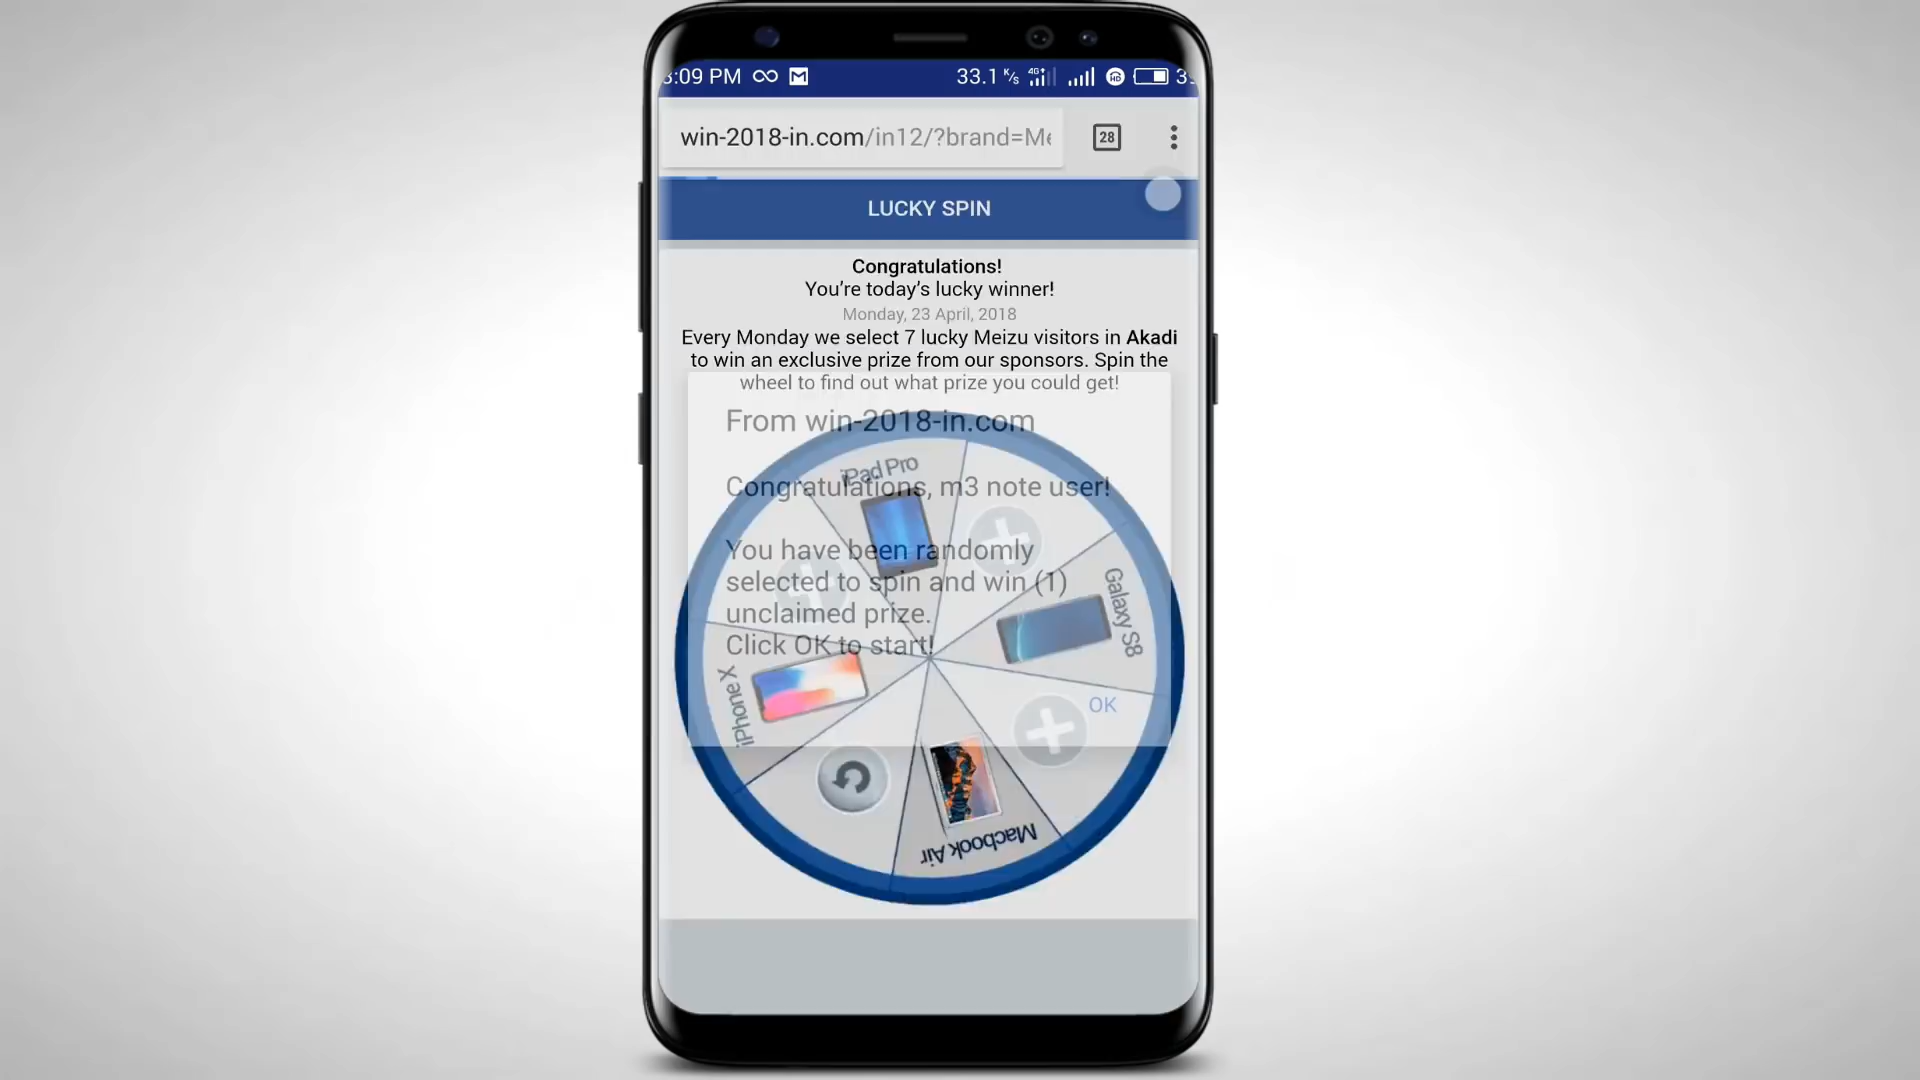 :09 PM
33.1 K/s 4G+ HD
win-2018-in.com/in12/?brand=Me
28
LUCKY SPIN
Congratulations!
You're today's lucky winner!
Monday, 23 April, 2018
Every Monday we select 7 lucky Meizu visitors in Akadi
to win an exclusive prize from our sponsors. Spin the
wheel to find out what prize you could get!
From win-2018-in.com
iPad Pro
Congratulations, m3 note user!
You have been randomly
selected to spin and win (1)
unclaimed prize.
Click OK to start!
Galaxy S8
iPhone X
OK
Macbook Air